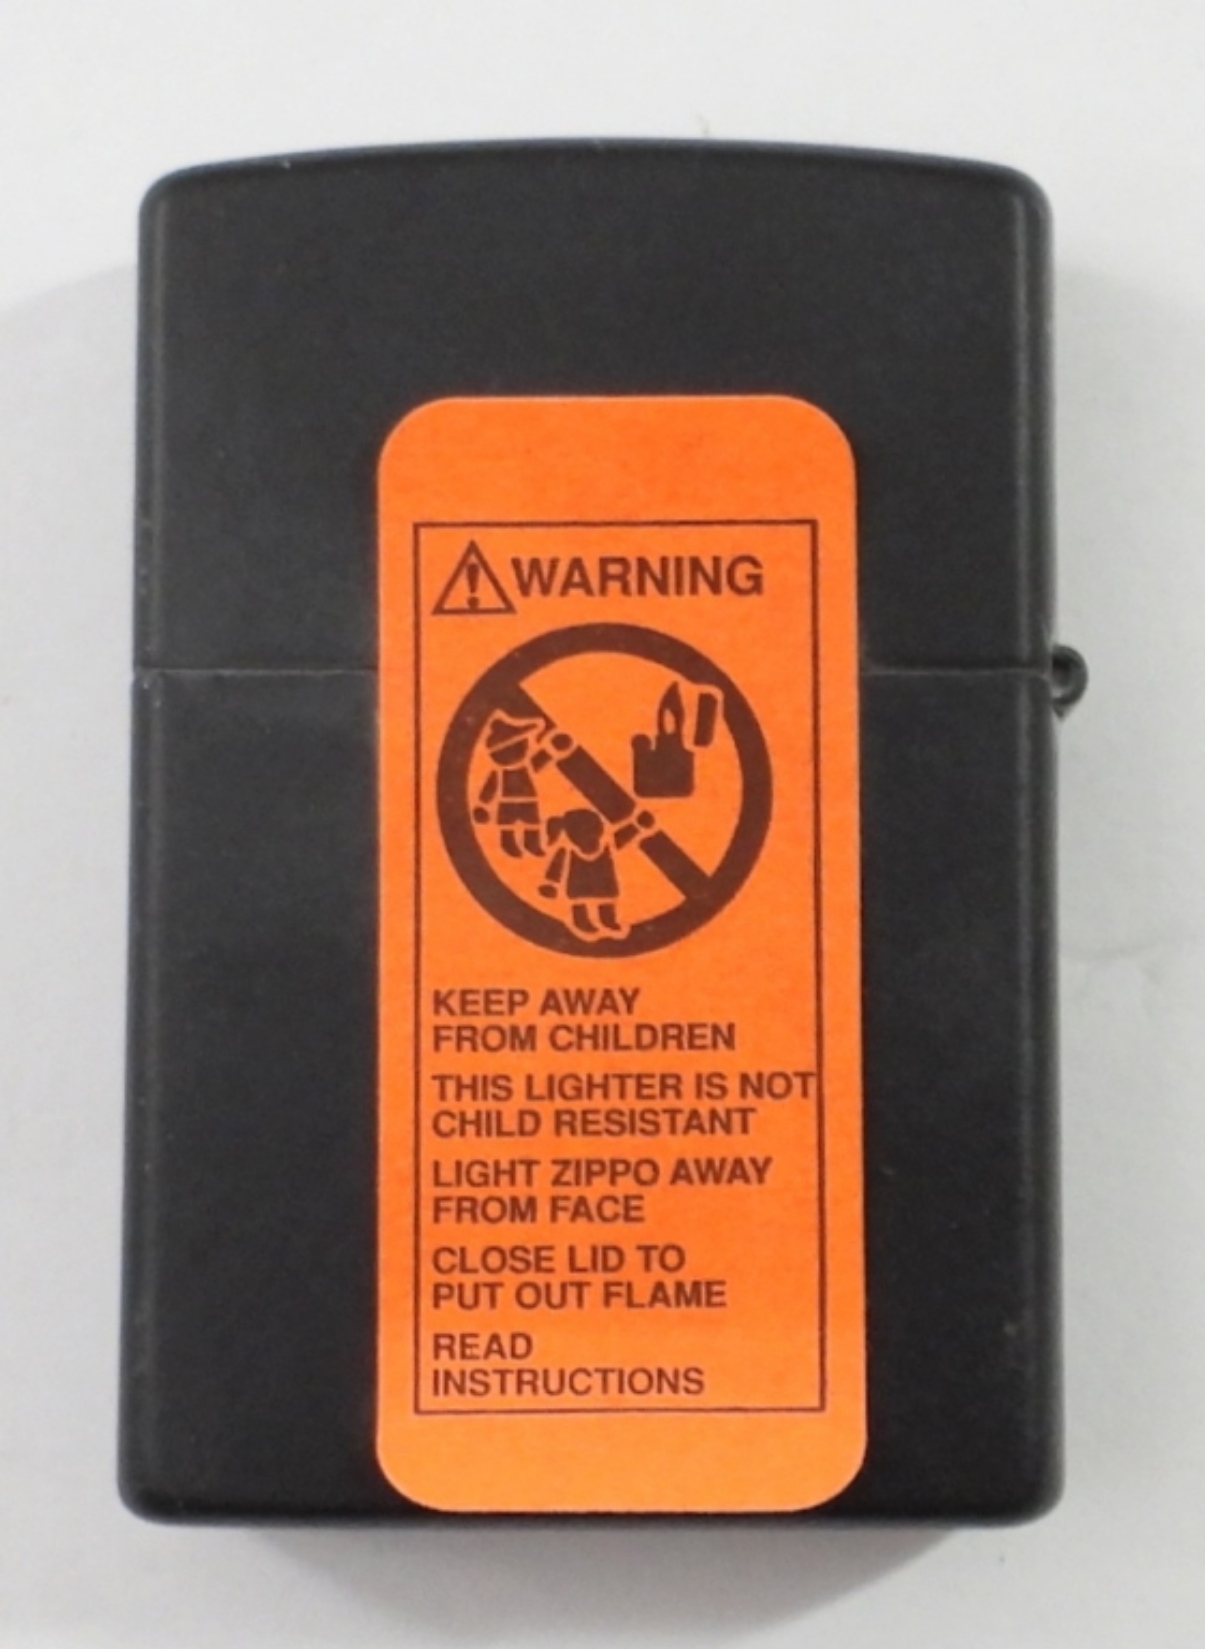 WARNING
KEEP AWAY
FROM CHILDREN
THIS LIGHTER IS NOT
CHILD RESISTANT
LIGHT ZIPPO AWAY
FROM FACE
CLOSE LID TO
PUT OUT FLAME
READ
INSTRUCTIONS